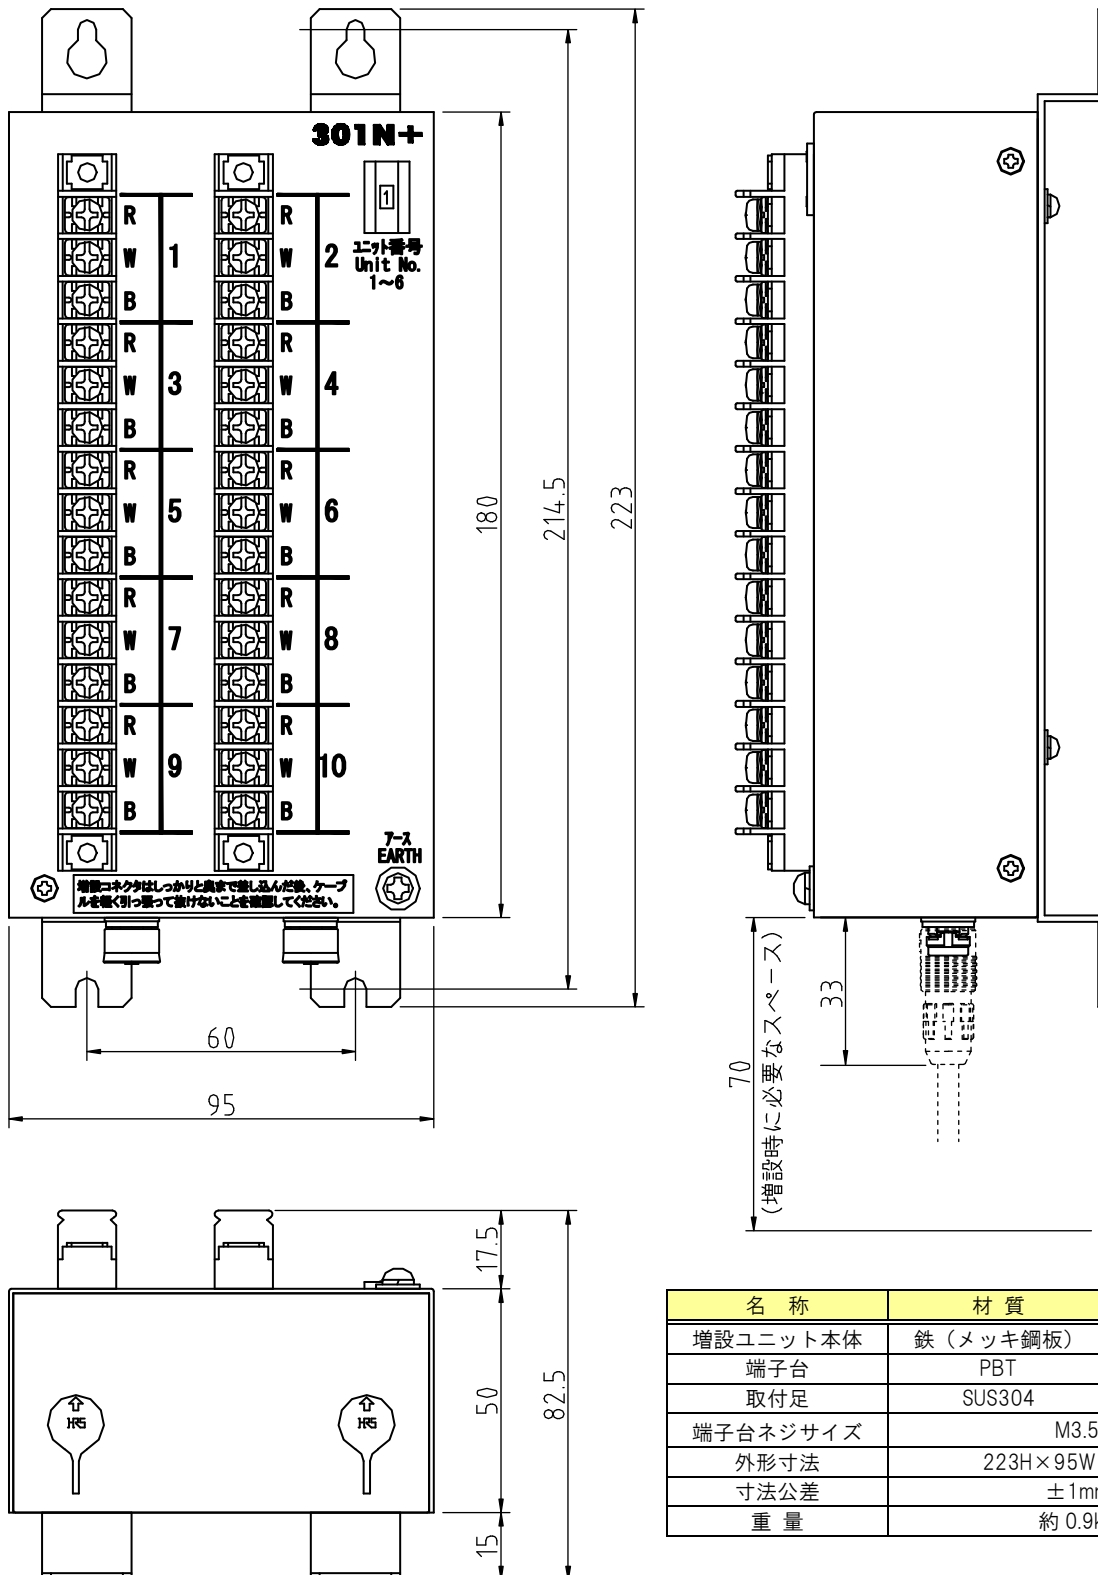 301N+
1
ユニット番号
Unit No.
1～6
R
W
B
1
R
W
B
2
R
W
B
3
R
W
B
4
R
W
B
5
R
W
B
6
R
W
B
7
R
W
B
8
R
W
B
9
R
W
B
10
アース
EARTH
増設コネクタはしっかりと奥まで差し込んだ後、ケーブ
ルを軽く引っ張って抜けないことを確認してください。
180
214.5
223
60
95
33
70
(増設時に必要なスペース)
17.5
50
82.5
15
HRS
HRS
名 称 材 質
増設ユニット本体 鉄（メッキ鋼板）
端子台 PBT
取付足 SUS304
端子台ネジサイズ M3.5
外形寸法 223H×95W
寸法公差 ±1m
重 量 約 0.9